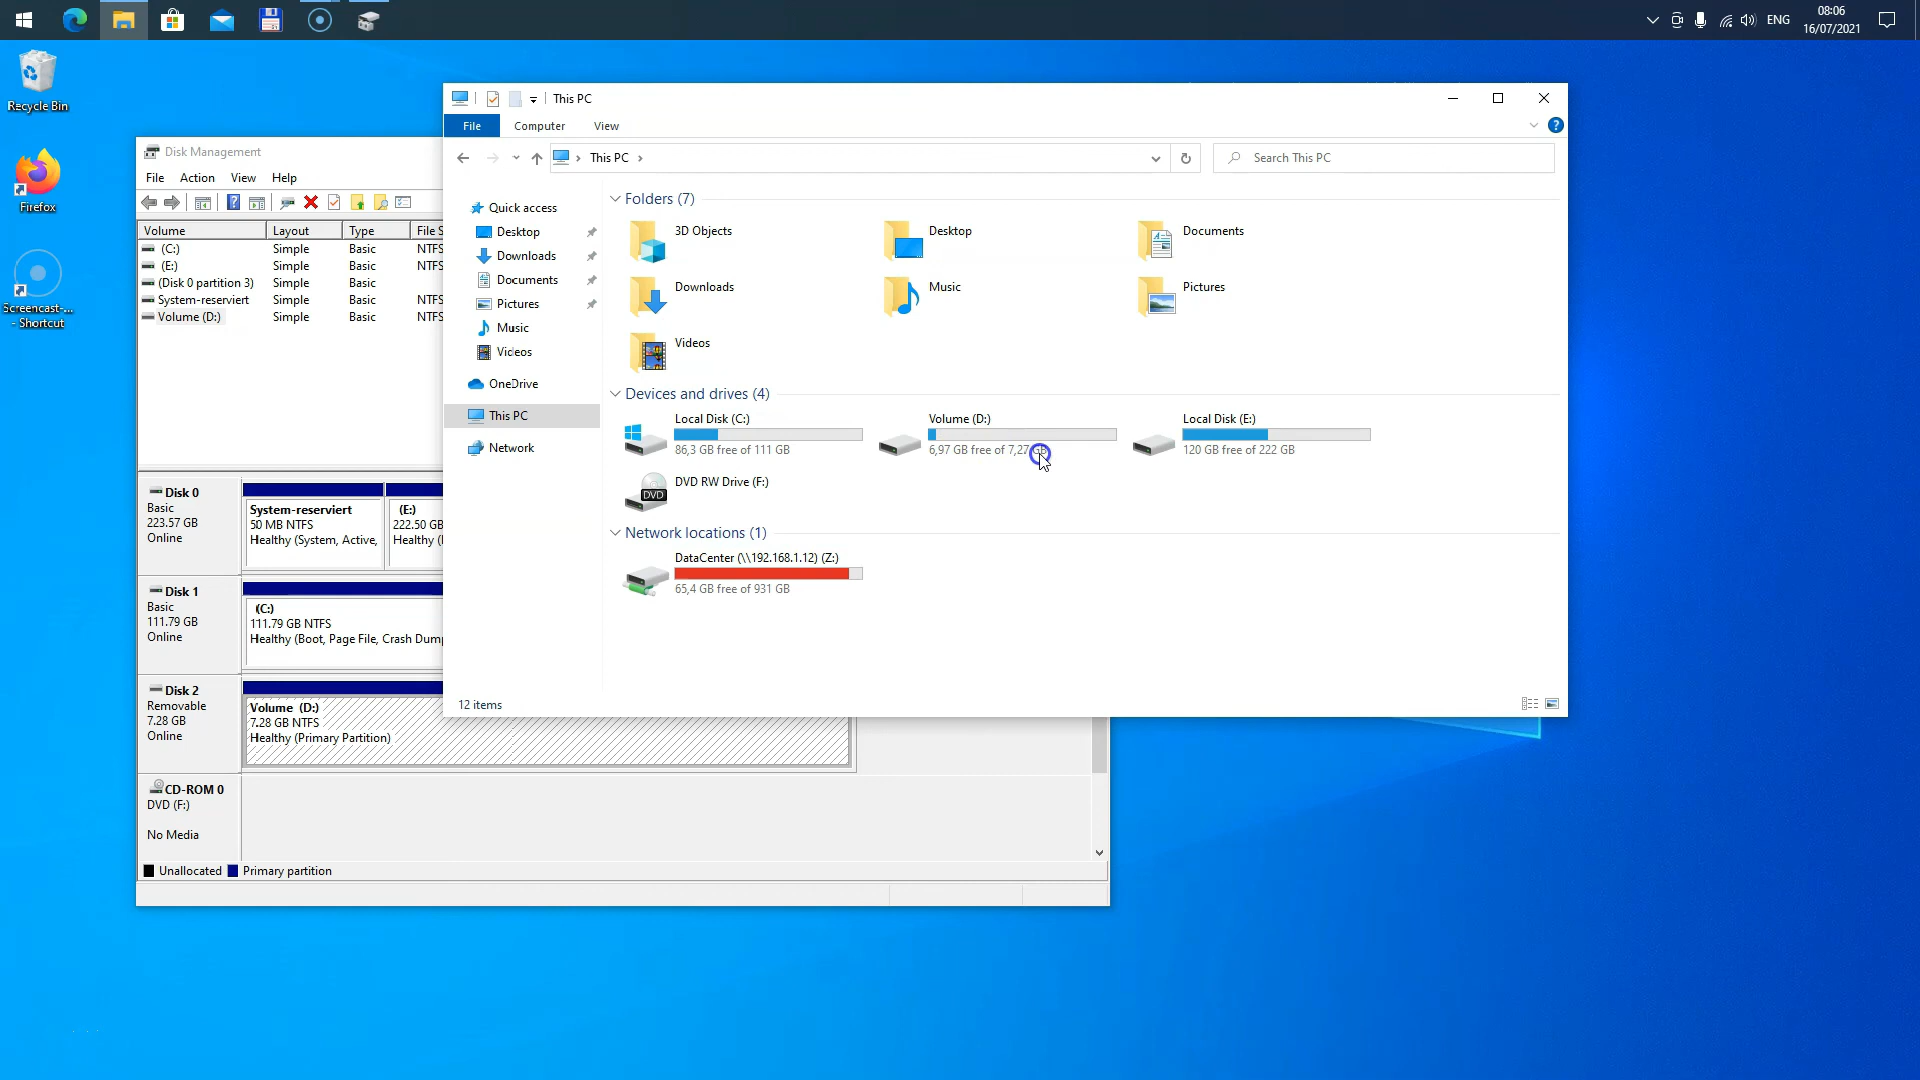 ENG
08:06
16/07/2021
Recycle Bin
Firefox
Screencast-...
- Shortcut
Disk Management
File Action View Help
Volume Layout Type File S
(C:) Simple Basic NTFS
(E:) Simple Basic NTFS
(Disk 0 partition 3) Simple Basic
System-reserviert Simple Basic NTFS
Volume (D:) Simple Basic NTFS
Disk 0
Basic
223.57 GB
Online
System-reserviert
50 MB NTFS
Healthy (System, Active,
(E:)
222.50 GB
Healthy (
Disk 1
Basic
111.79 GB
Online
(C:)
111.79 GB NTFS
Healthy (Boot, Page File, Crash Dum
Disk 2
Removable
7.28 GB
Online
Volume (D:)
7.28 GB NTFS
Healthy (Primary Partition)
CD-ROM 0
DVD (F:)
No Media
Unallocated Primary partition
This PC
File Computer View
This PC
Search This PC
Quick access
Desktop
Downloads
Documents
Pictures
Music
Videos
OneDrive
This PC
Network
Folders (7)
3D Objects
Desktop
Documents
Downloads
Music
Pictures
Videos
Devices and drives (4)
Local Disk (C:)
86,3 GB free of 111 GB
Volume (D:)
6,97 GB free of 7,27 GB
Local Disk (E:)
120 GB free of 222 GB
DVD
DVD RW Drive (F:)
Network locations (1)
DataCenter (\\192.168.1.12) (Z:)
65,4 GB free of 931 GB
12 items